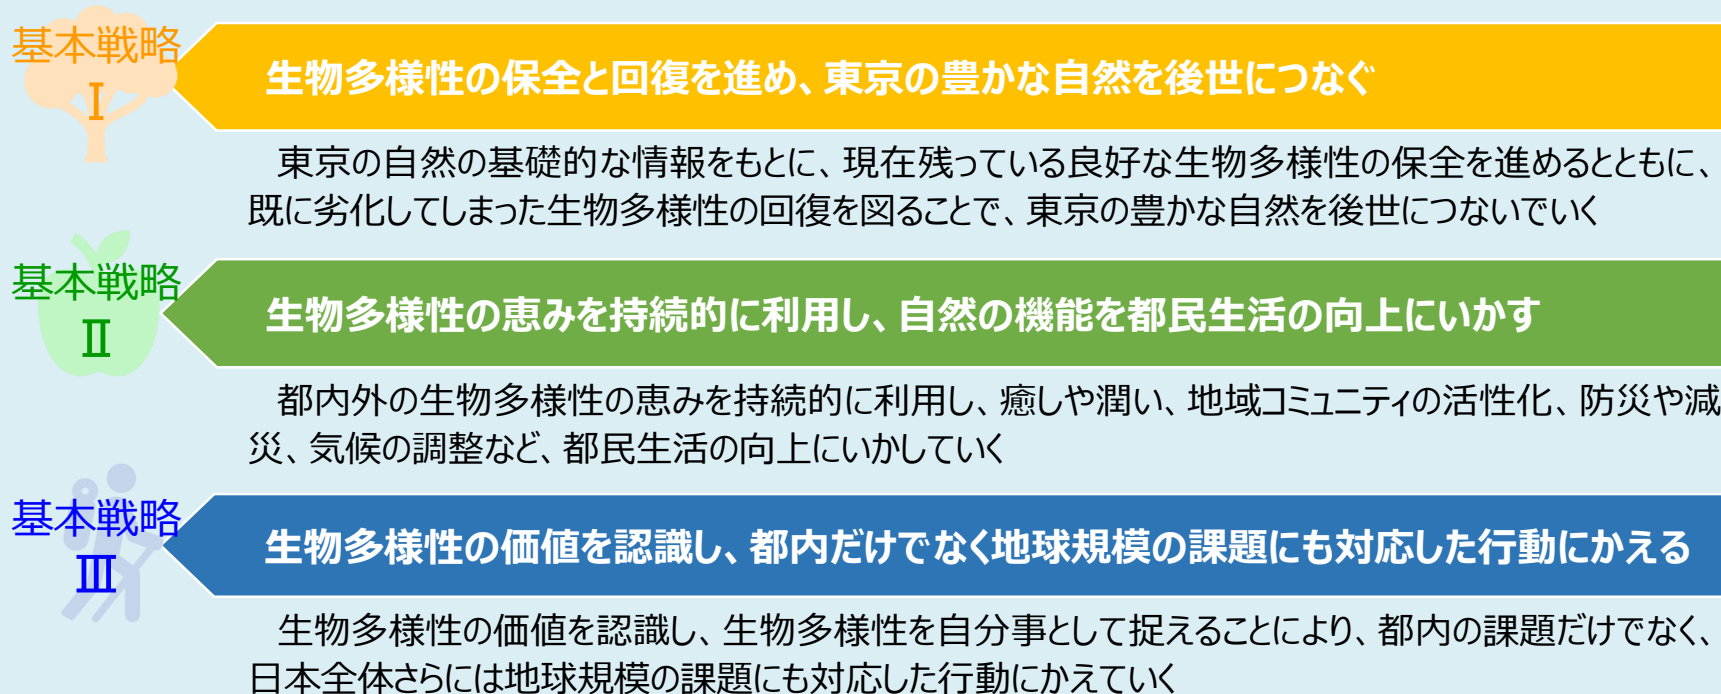 基本戦略
Ⅰ
生物多様性の保全と回復を進め、東京の豊かな自然を後世につなぐ
東京の自然の基礎的な情報をもとに、現在残っている良好な生物多様性の保全を進めるとともに、
既に劣化してしまった生物多様性の回復を図ることで、東京の豊かな自然を後世につないでいく
基本戦略
Ⅱ
生物多様性の恵みを持続的に利用し、自然の機能を都民生活の向上にいかす
都内外の生物多様性の恵みを持続的に利用し、癒しや潤い、地域コミュニティの活性化、防災や減
災、気候の調整など、都民生活の向上にいかしていく
基本戦略
Ⅲ
生物多様性の価値を認識し、都内だけでなく地球規模の課題にも対応した行動にかえる
生物多様性の価値を認識し、生物多様性を自分事として捉えることにより、都内の課題だけでなく、
日本全体さらには地球規模の課題にも対応した行動にかえていく